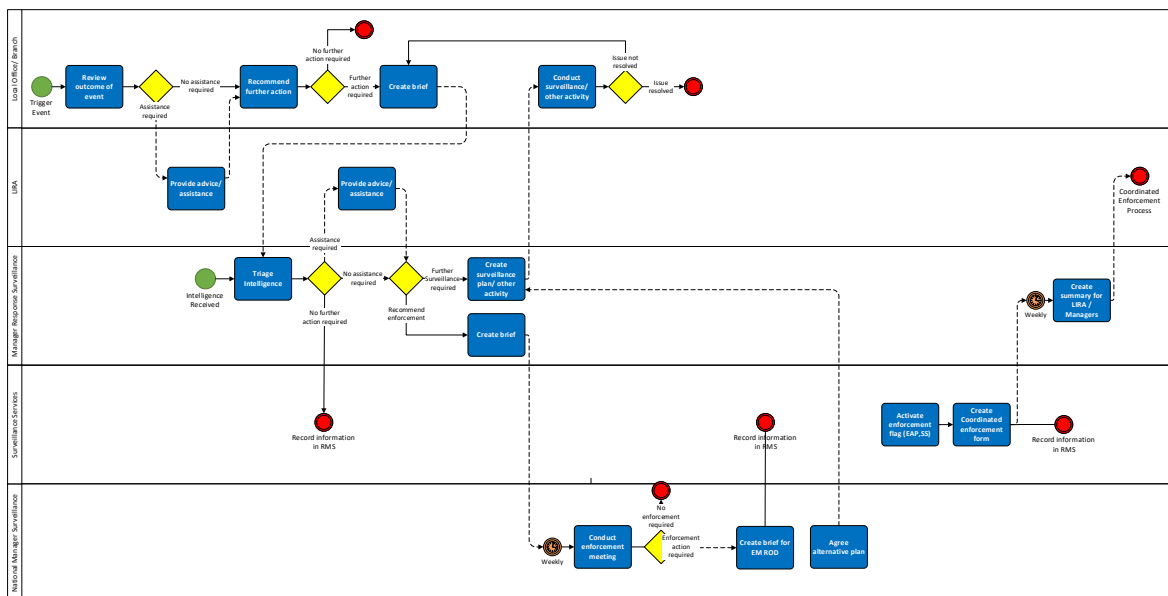 Local Office/ Branch
Trigger
Event
Review
outcome of
event
No assistance
required
Assistance
required
Recommend
further action
No further
action required
Further
action
required
Create brief
Conduct
surveillance/
other activity
Issue not
resolved
Issue
resolved
LIRA
Provide advice/
assistance
Provide advice/
assistance
Coordinated
Enforcement
Process
Manager Response Surveillance
Intelligence
Received
Triage
Intelligence
Assistance
required
No assistance
required
No further
action required
Further
Surveillance
required
Recommend
enforcement
Create
surveillance
plan/ other
activity
Create brief
Weekly
Create
summary for
LIRA /
Managers
Surveillance Services
Record information
in RMS
Record information
in RMS
Activate
enforcement
flag (EAP,SS)
Create
Coordinated
enforcement
form
Record information
in RMS
National Manager Surveillance
Weekly
Conduct
enforcement
meeting
No
enforcement
required
Enforcement
action
required
Create brief for
EM ROD
Agree
alternative plan